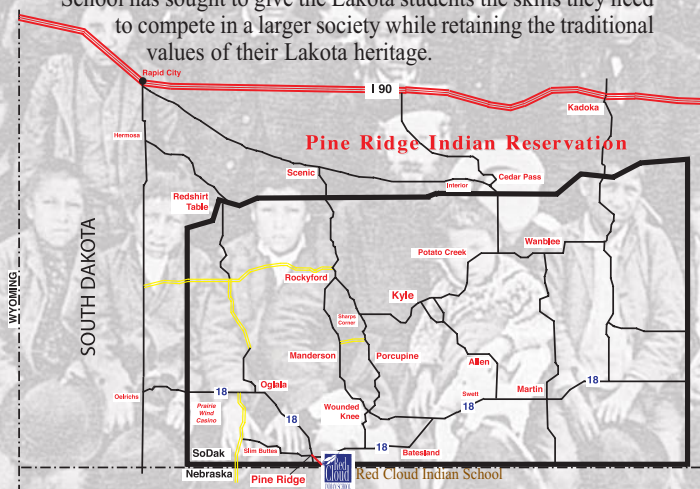 School has sought to give the Lakota students the skills they need
to compete in a larger society while retaining the traditional
values of their Lakota heritage.
Rapid City
I 90
Kadoka
Hermosa
Pine Ridge Indian Reservation
Scenic
Cedar Pass
Interior
Redshirt
Table
Wanblee
Potato Creek
WYOMING
SOUTH DAKOTA
Rockyford
Kyle
Sharps
Corner
Manderson
Porcupine
Allen
Oglala
18
Oelrichs
18
Martin
Swett
18
Prairie
Wind
Casino
Wounded
Knee
18
SoDak
Slim Buttes
18
Batesland
Nebraska
Pine Ridge
Red
Cloud
INDIAN SCHOOL
Red Cloud Indian School